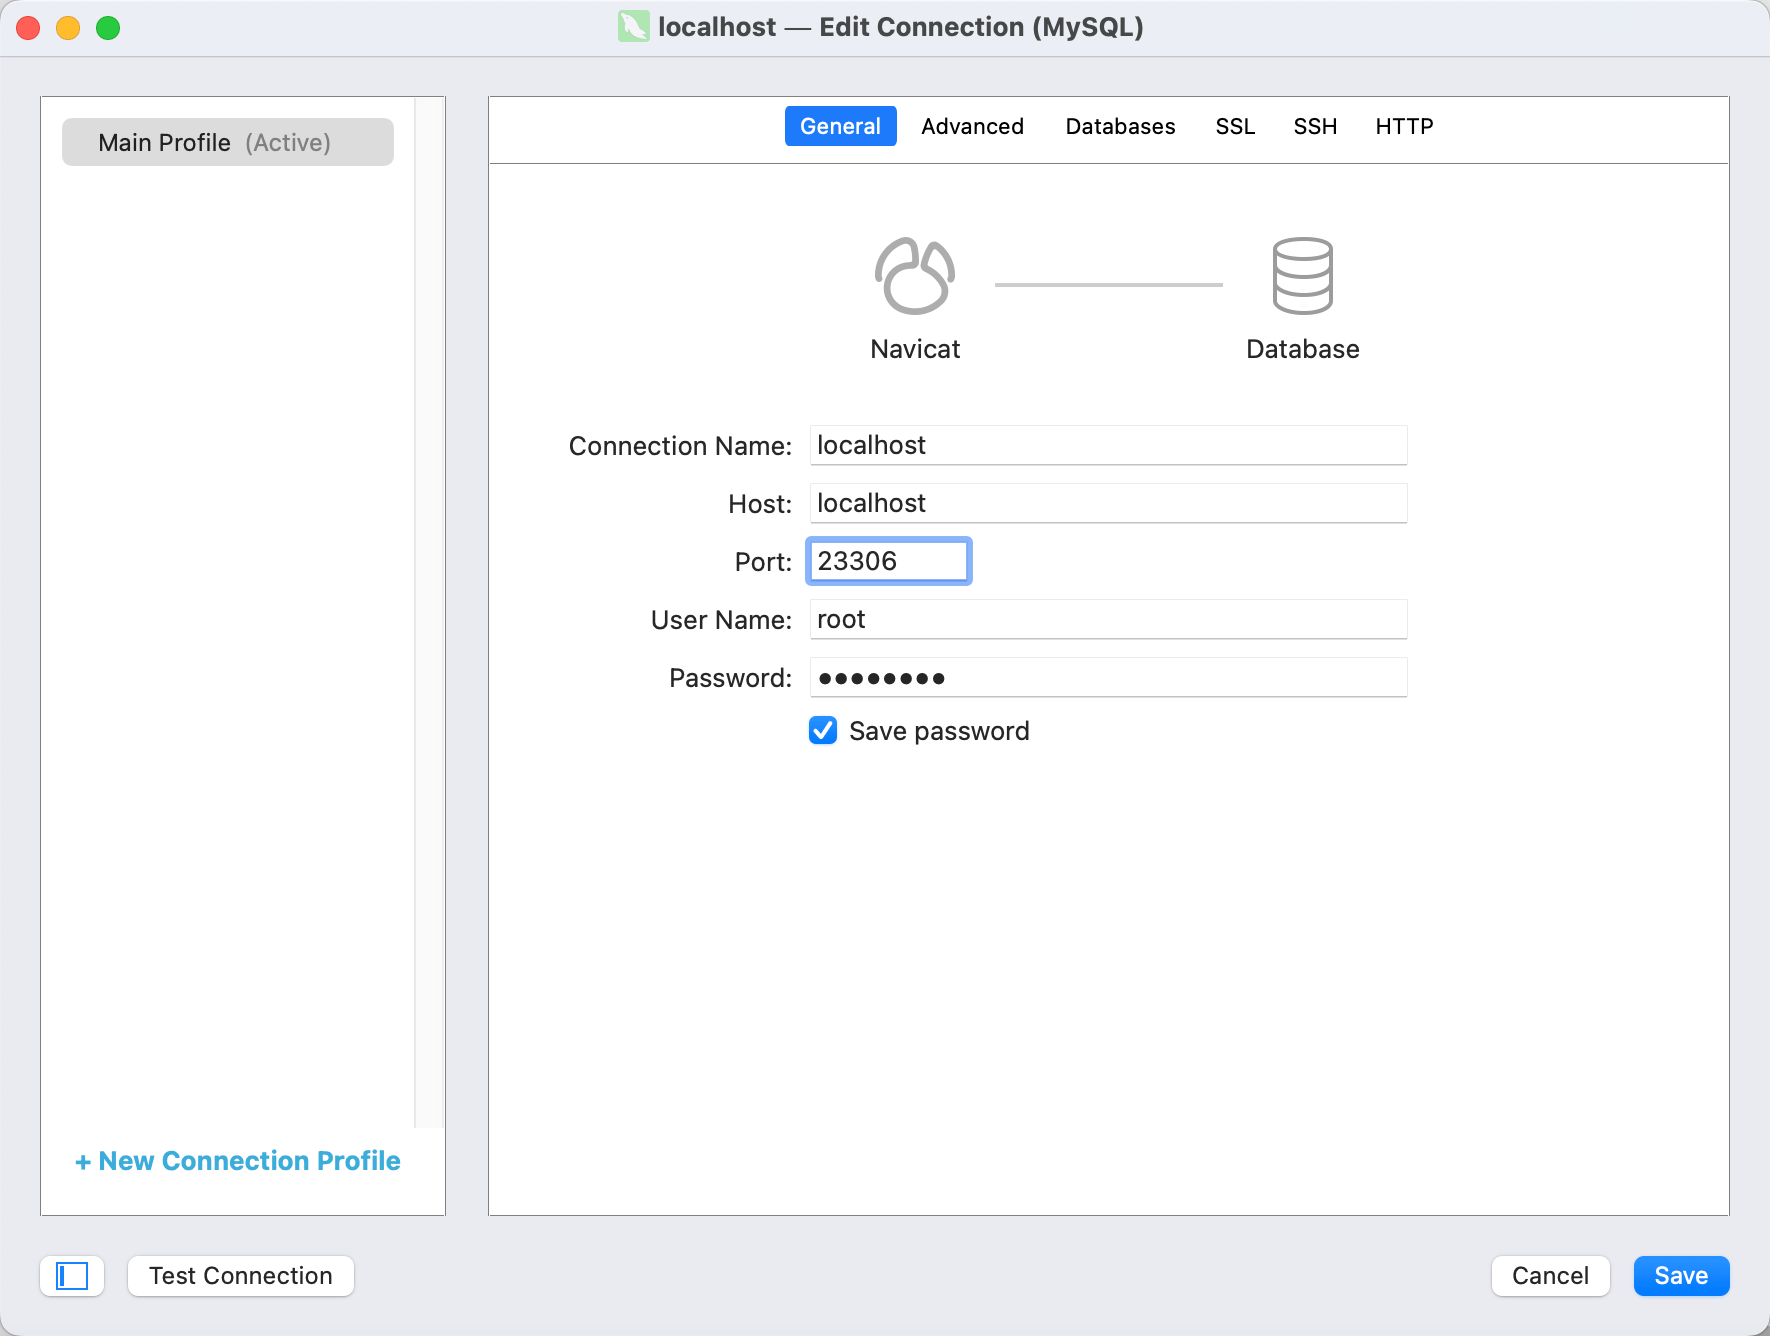 localhost — Edit Connection (MySQL)
Main Profile (Active)
General Advanced Databases SSL SSH HTTP
Navicat Database
Connection Name: localhost
Host: localhost
Port: 23306
User Name: root
Password: ••••••••
Save password
+ New Connection Profile
Test Connection Cancel Save